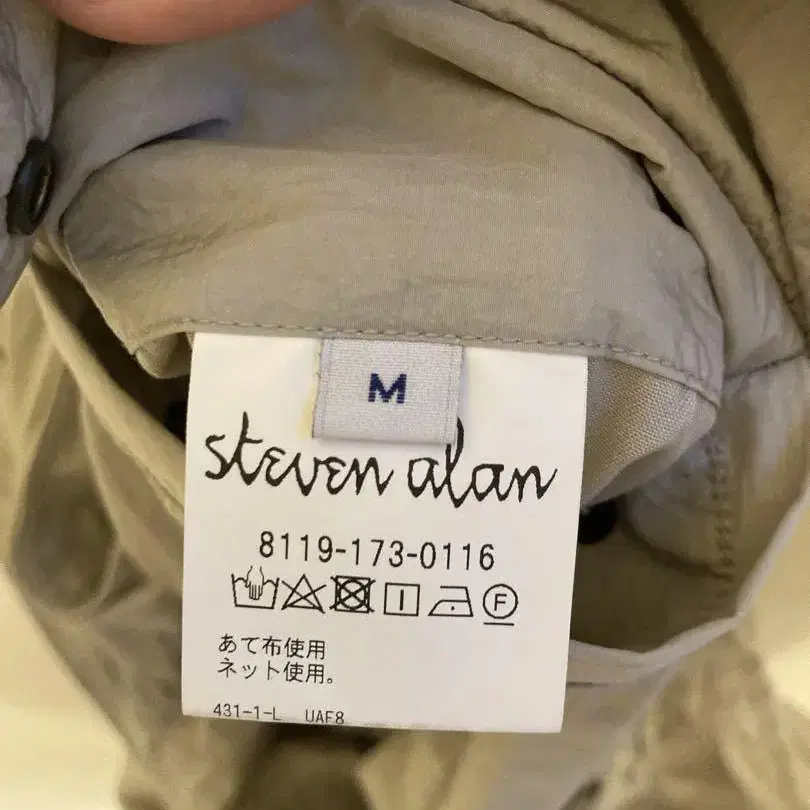 M
steven alan
8119-173-0116
F
あて布使用
ネット使用。
431-1-L UAF8